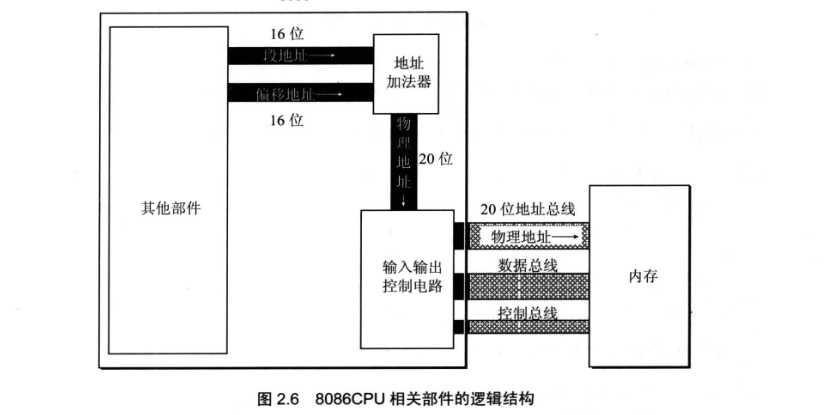 16 位
段地址
地址
加法器
偏移地址
16 位
物
理
地
址
20 位
其他部件
20 位地址总线
物理地址
输入输出
控制电路
数据总线
内存
控制总线
图 2.6 8086CPU 相关部件的逻辑结构